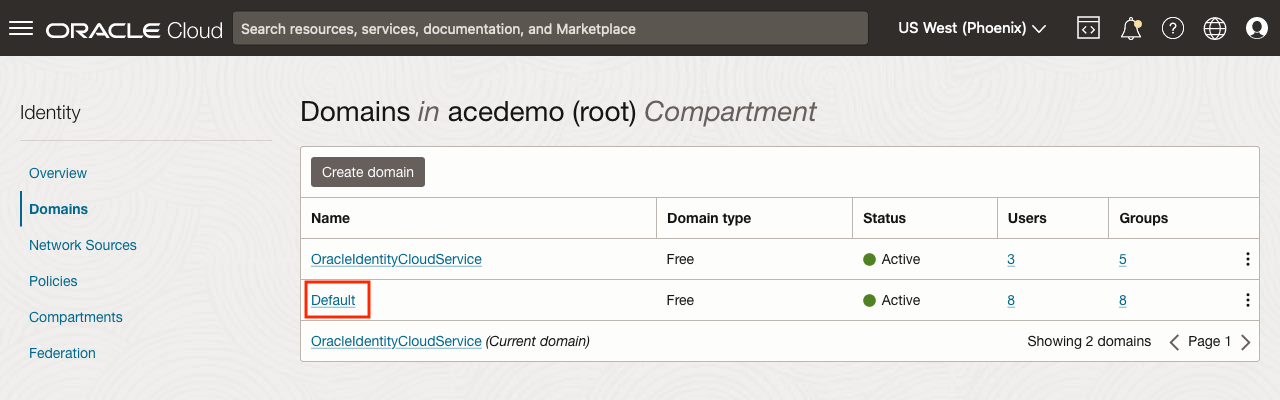 ORACLE Cloud
Search resources, services, documentation, and Marketplace
US West (Phoenix)
Identity
Overview
Domains
Network Sources
Policies
Compartments
Federation
Domains in acedemo (root) Compartment
Create domain
Name Domain type Status Users Groups
OracleIdentityCloudService Free Active 3 5
Default Free Active 8 8
OracleIdentityCloudService (Current domain) Showing 2 domains Page 1